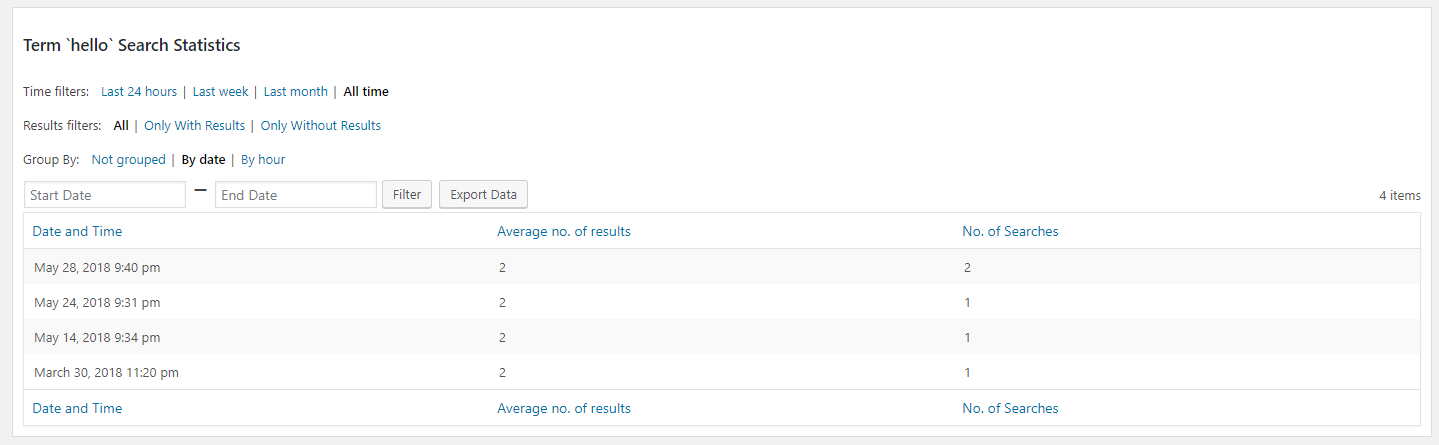 Term `hello` Search Statistics
Time filters: Last 24 hours | Last week | Last month | All time
Results filters: All | Only With Results | Only Without Results
Group By: Not grouped | By date | By hour
Start Date — End Date Filter Export Data 4 items
Date and Time Average no. of results No. of Searches
May 28, 2018 9:40 pm 2 2
May 24, 2018 9:31 pm 2 1
May 14, 2018 9:34 pm 2 1
March 30, 2018 11:20 pm 2 1
Date and Time Average no. of results No. of Searches